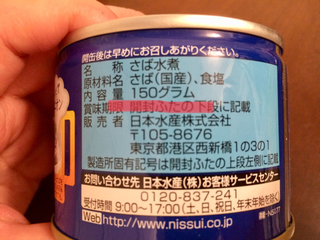 開缶後は早めにお召しあがりください。
名称 さば水煮
原材料名 さば(国産)、食塩
内容量 150グラム
賞味期限 開封ふたの下段に記載
販売者 日本水産株式会社
〒105-8676
東京都港区西新橋1の3の1
製造所固有記号は開封ふたの上段左側に記載
お問い合わせ先 日本水産(株)お客様サービスセンター
0120-837-241
受付時間 9:00〜17:00(土、日、祝日、年末年始を除く)
Web http://www.nissui.co.jp